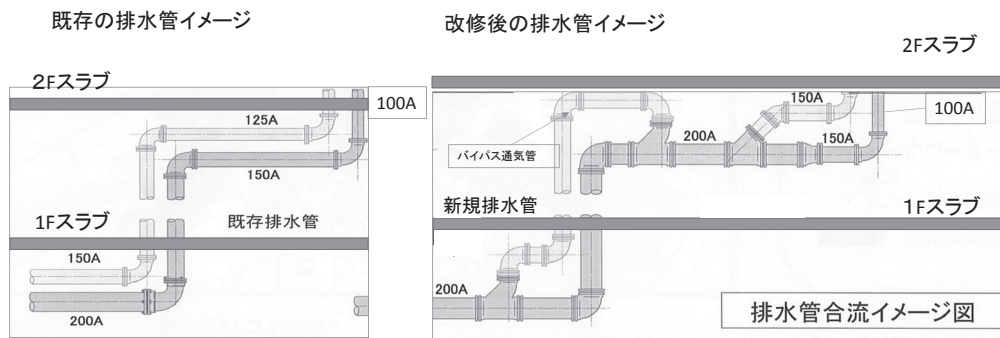 既存の排水管イメージ
改修後の排水管イメージ
2Fスラブ
2Fスラブ
100A
125A
150A
1Fスラブ
既存排水管
150A
200A
150A
100A
200A
150A
バイパス通気管
新規排水管
1Fスラブ
200A
排水管合流イメージ図